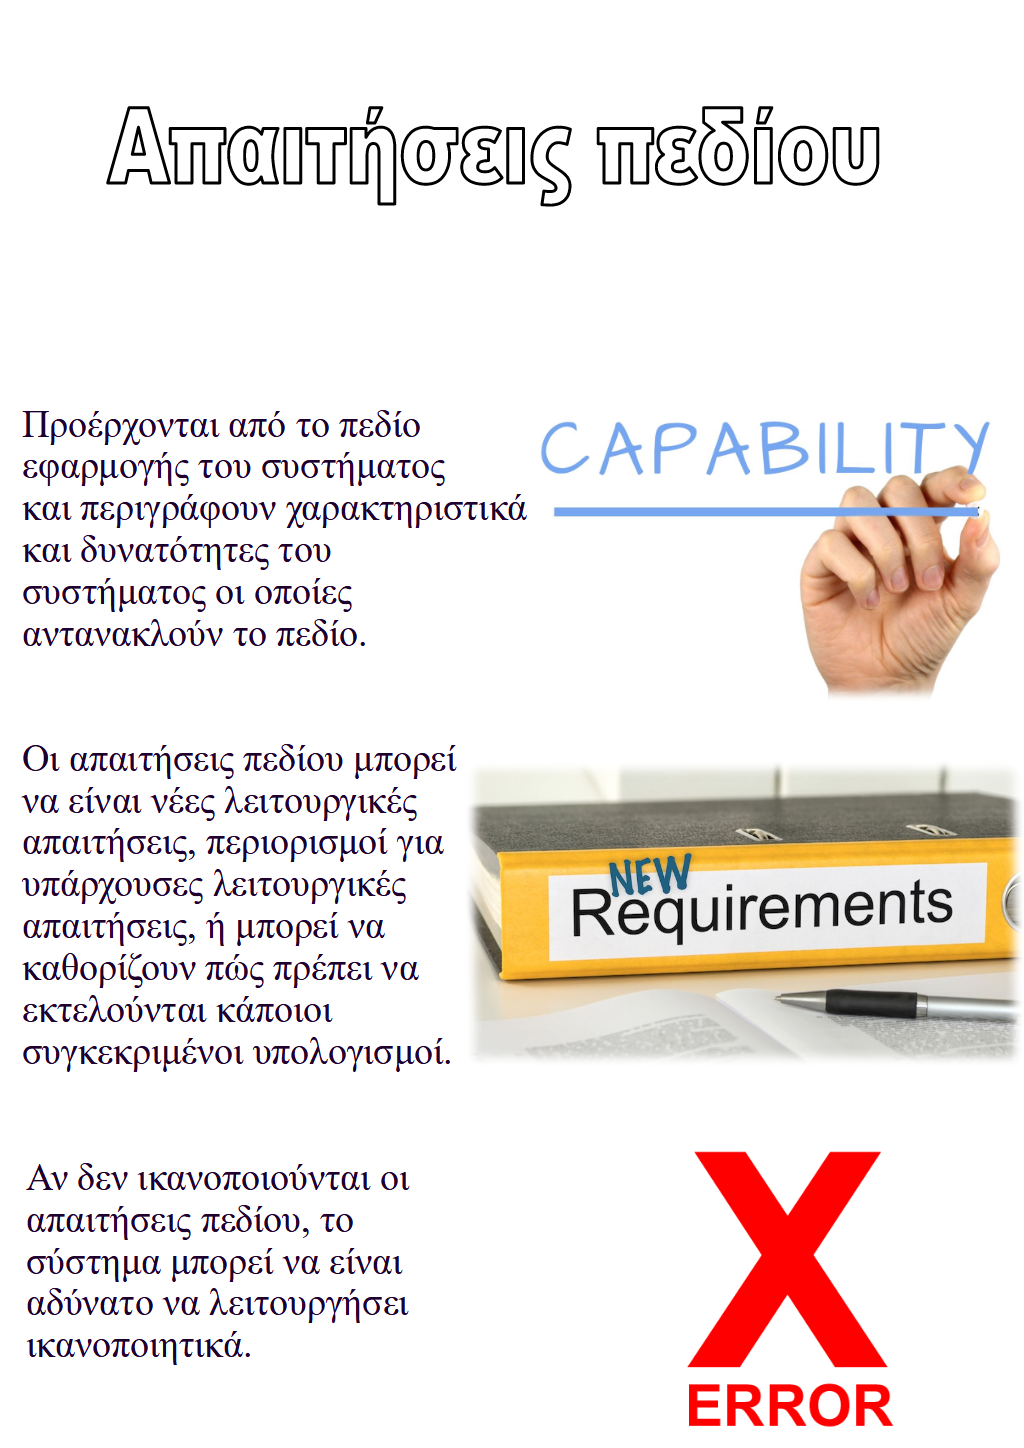 Απαιτήσεις πεδίου
Προέρχονται από το πεδίο
εφαρμογής του συστήματος
και περιγράφουν χαρακτηριστικά
και δυνατότητες του
συστήματος οι οποίες
αντανακλούν το πεδίο.
CAPABILITY
Οι απαιτήσεις πεδίου μπορεί
να είναι νέες λειτουργικές
απαιτήσεις, περιορισμοί για
υπάρχουσες λειτουργικές
απαιτήσεις, ή μπορεί να
καθορίζουν πώς πρέπει να
εκτελούνται κάποιοι
συγκεκριμένοι υπολογισμοί.
NEW
Requirements
Αν δεν ικανοποιούνται οι
απαιτήσεις πεδίου, το
σύστημα μπορεί να είναι
αδύνατο να λειτουργήσει
ικανοποιητικά.
X
ERROR